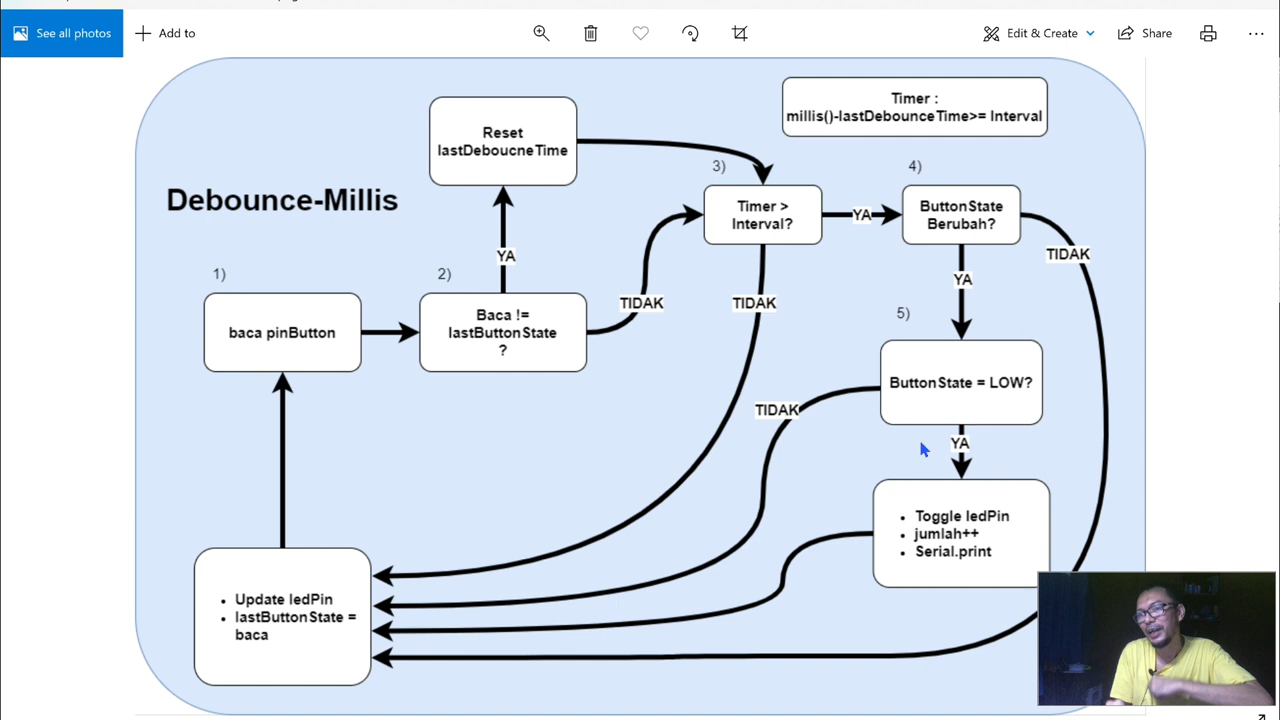 See all photos
Add to
Edit & Create
Share
Timer :
millis()-lastDebounceTime>= Interval
Reset
lastDeboucneTime
Debounce-Millis
3)
4)
Timer >
Interval?
YA
ButtonState
Berubah?
TIDAK
YA
YA
1)
2)
TIDAK
TIDAK
5)
baca pinButton
Baca !=
lastButtonState
?
ButtonState = LOW?
TIDAK
YA
• Toggle ledPin
• jumlah++
• Serial.print
• Update ledPin
• lastButtonState =
baca